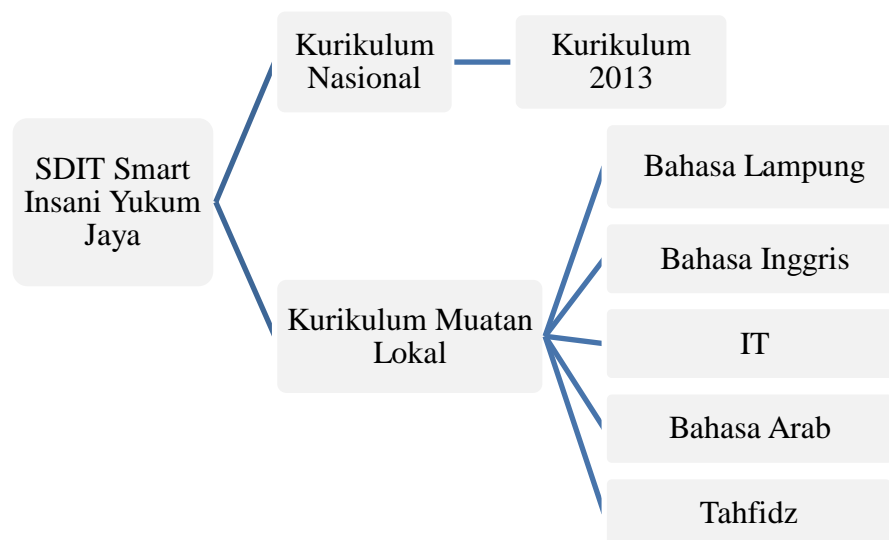 SDIT Smart
Insani Yukum
Jaya
Kurikulum
Nasional
Kurikulum
2013
Kurikulum Muatan
Lokal
Bahasa Lampung
Bahasa Inggris
IT
Bahasa Arab
Tahfidz